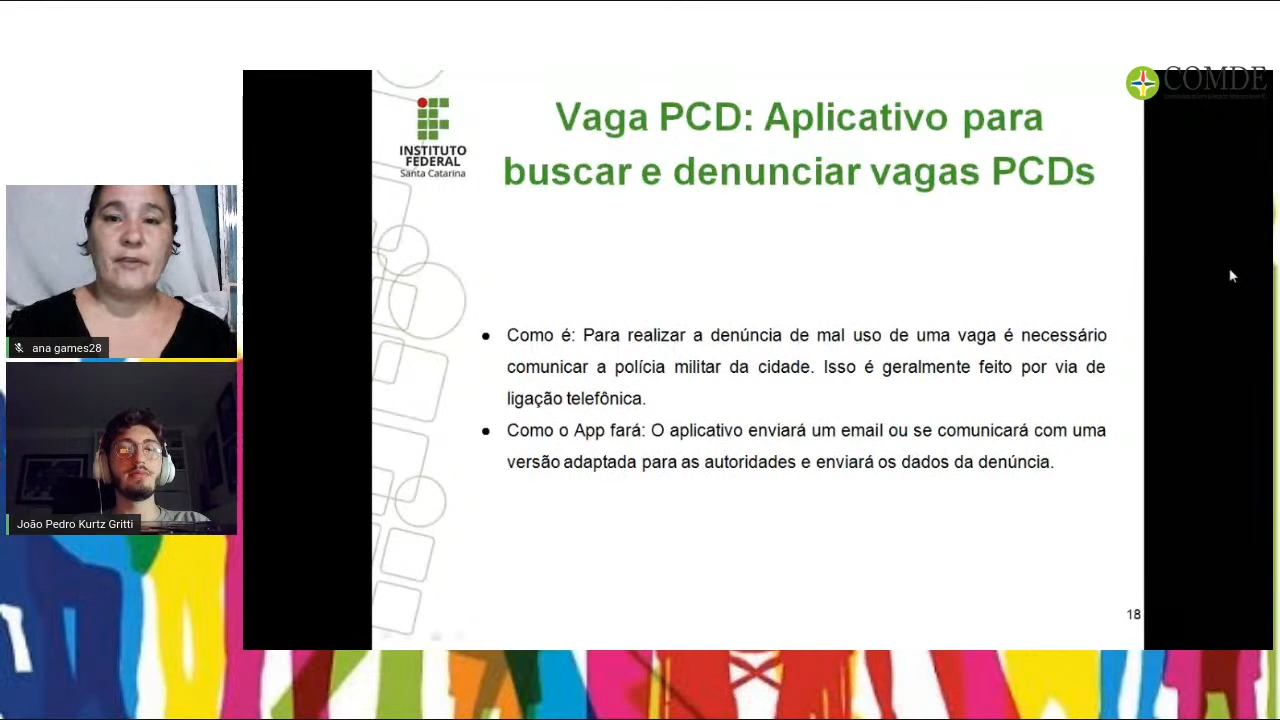 COMDE
INSTITUTO
FEDERAL
Santa Catarina
Vaga PCD: Aplicativo para
buscar e denunciar vagas PCDs
Como é: Para realizar a denúncia de mal uso de uma vaga é necessário
comunicar a polícia militar da cidade. Isso é geralmente feito por via de
ligação telefônica.
Como o App fará: O aplicativo enviará um email ou se comunicará com uma
versão adaptada para as autoridades e enviará os dados da denúncia.
18
ana games28
João Pedro Kurtz Gritti